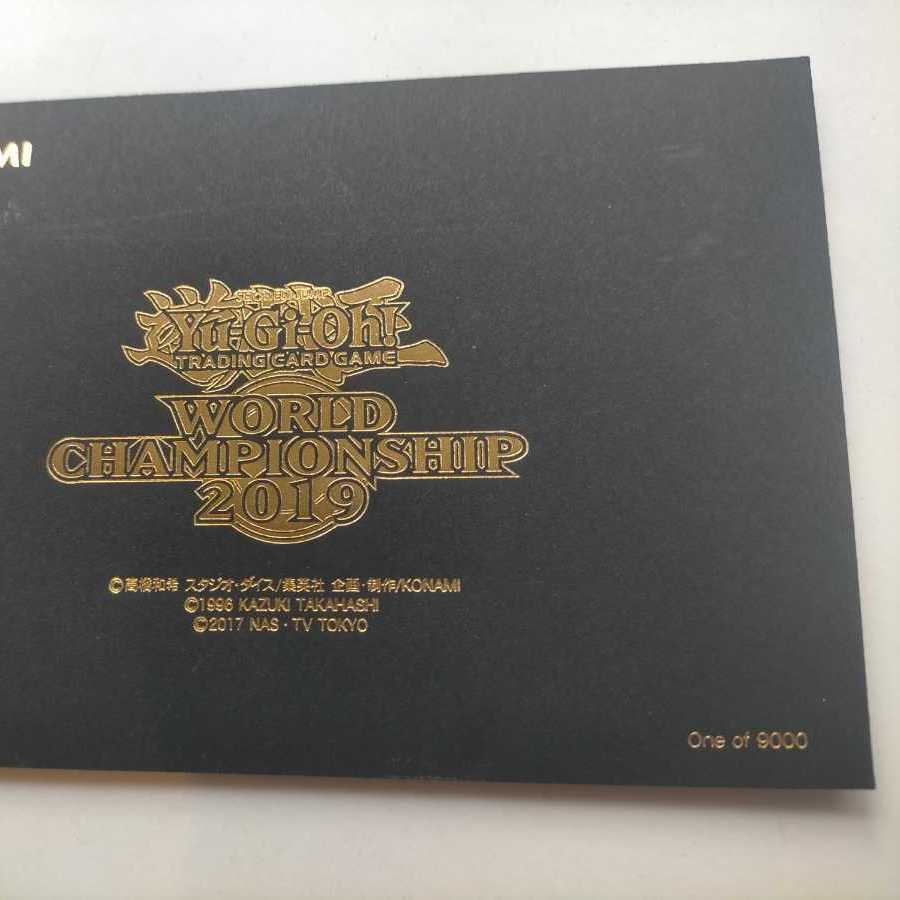 MI
SHONEN JUMP
Yu-Gi-Oh!
TRADING CARD GAME
WORLD
CHAMPIONSHIP
2019
©高橋和希 スタジオ・ダイス/集英社 企画・制作/KONAMI
©1996 KAZUKI TAKAHASHI
©2017 NAS・TV TOKYO
One of 9000